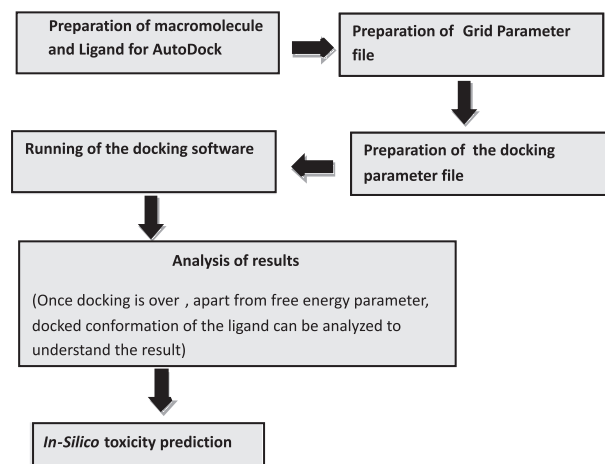 Preparation of macromolecule
and Ligand for AutoDock
Preparation of Grid Parameter
file
Preparation of the docking
parameter file
Running of the docking software
Analysis of results
(Once docking is over , apart from free energy parameter,
docked conformation of the ligand can be analyzed to
understand the result)
In-Silico toxicity prediction